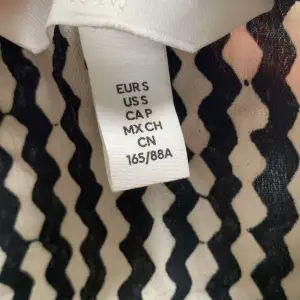 EUR S
US S
CA P
MX CH
CN
165/88A